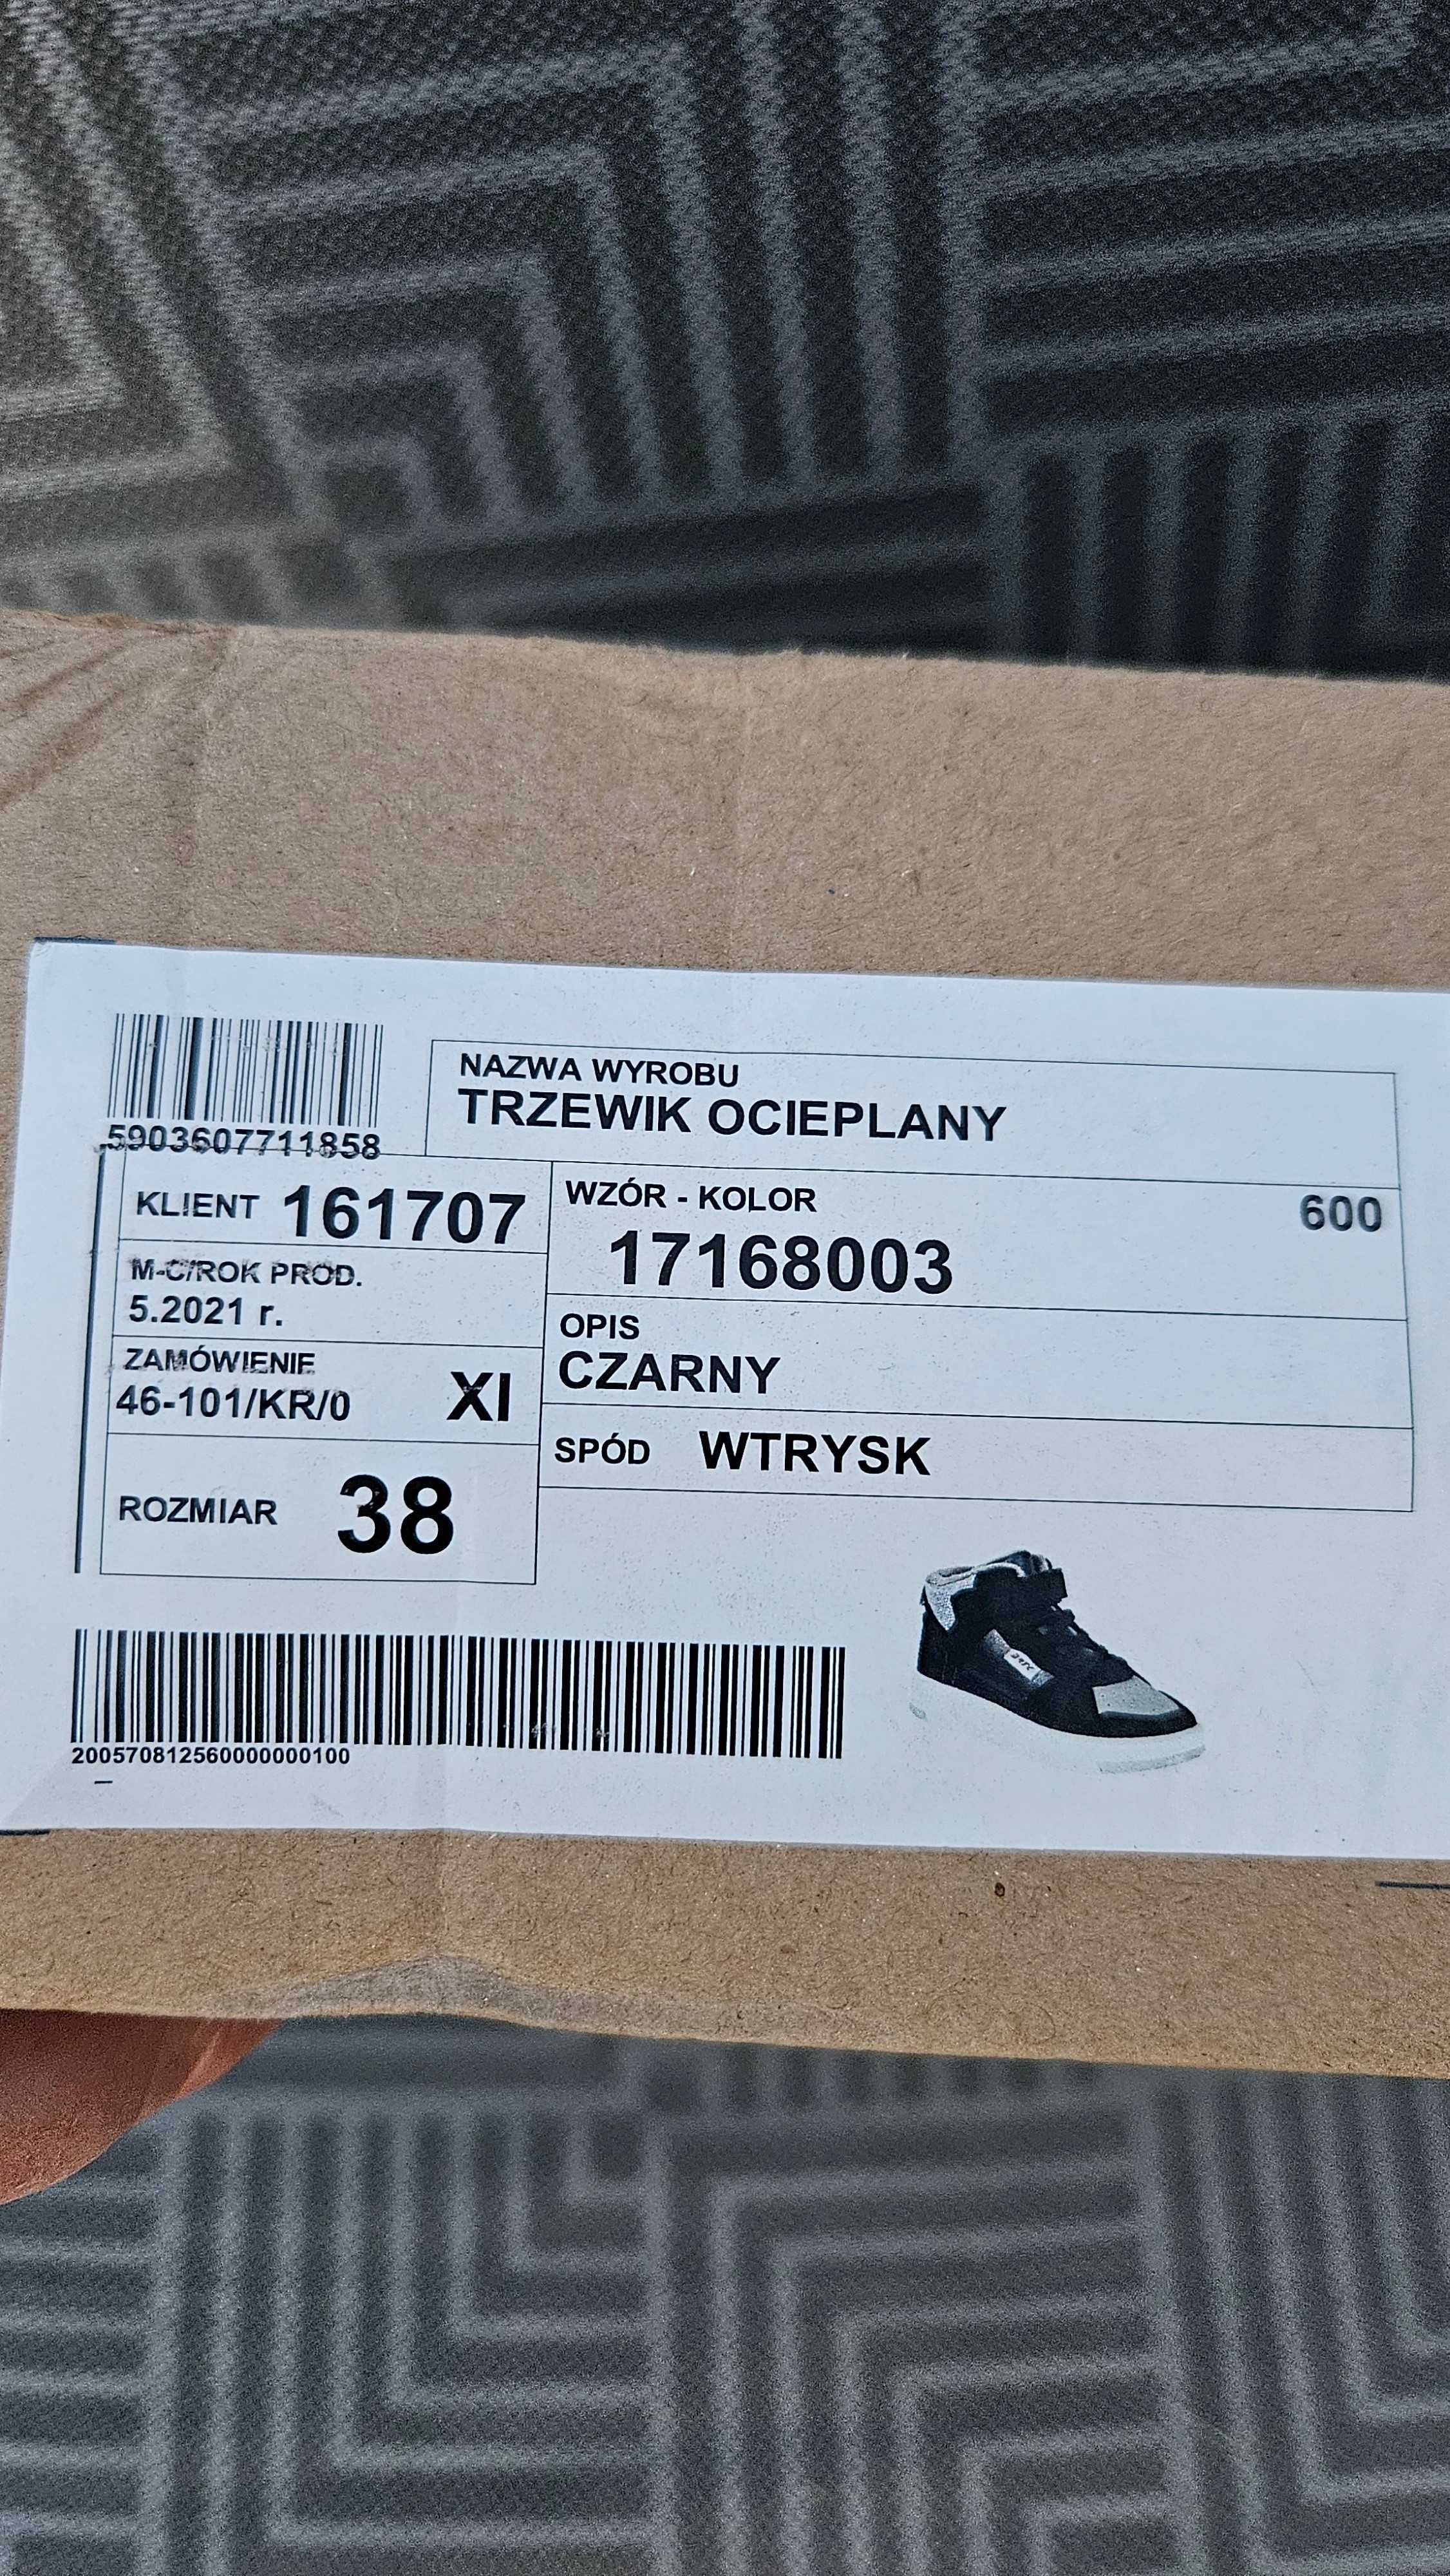 5903607711858
NAZWA WYROBU
TRZEWIK OCIEPLANY
KLIENT 161707
M-C/ROK PROD.
5.2021 r.
ZAMÓWIENIE
46-101/KR/0 XI
ROZMIAR 38
WZÓR - KOLOR 600
17168003
OPIS
CZARNY
SPÓD WTRYSK
200570812560000000100